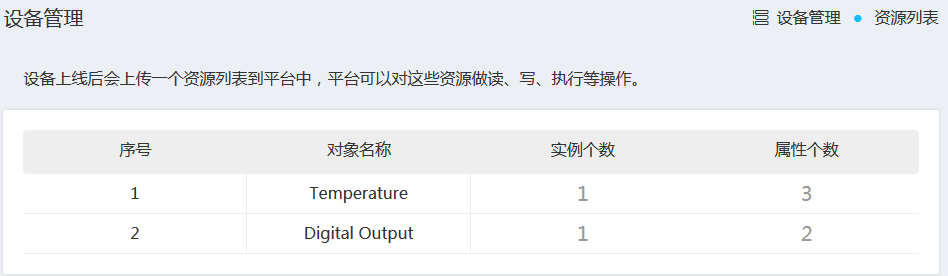 设备管理
设备管理 ● 资源列表
设备上线后会上传一个资源列表到平台中，平台可以对这些资源做读、写、执行等操作。
序号 对象名称 实例个数 属性个数
1 Temperature 1 3
2 Digital Output 1 2